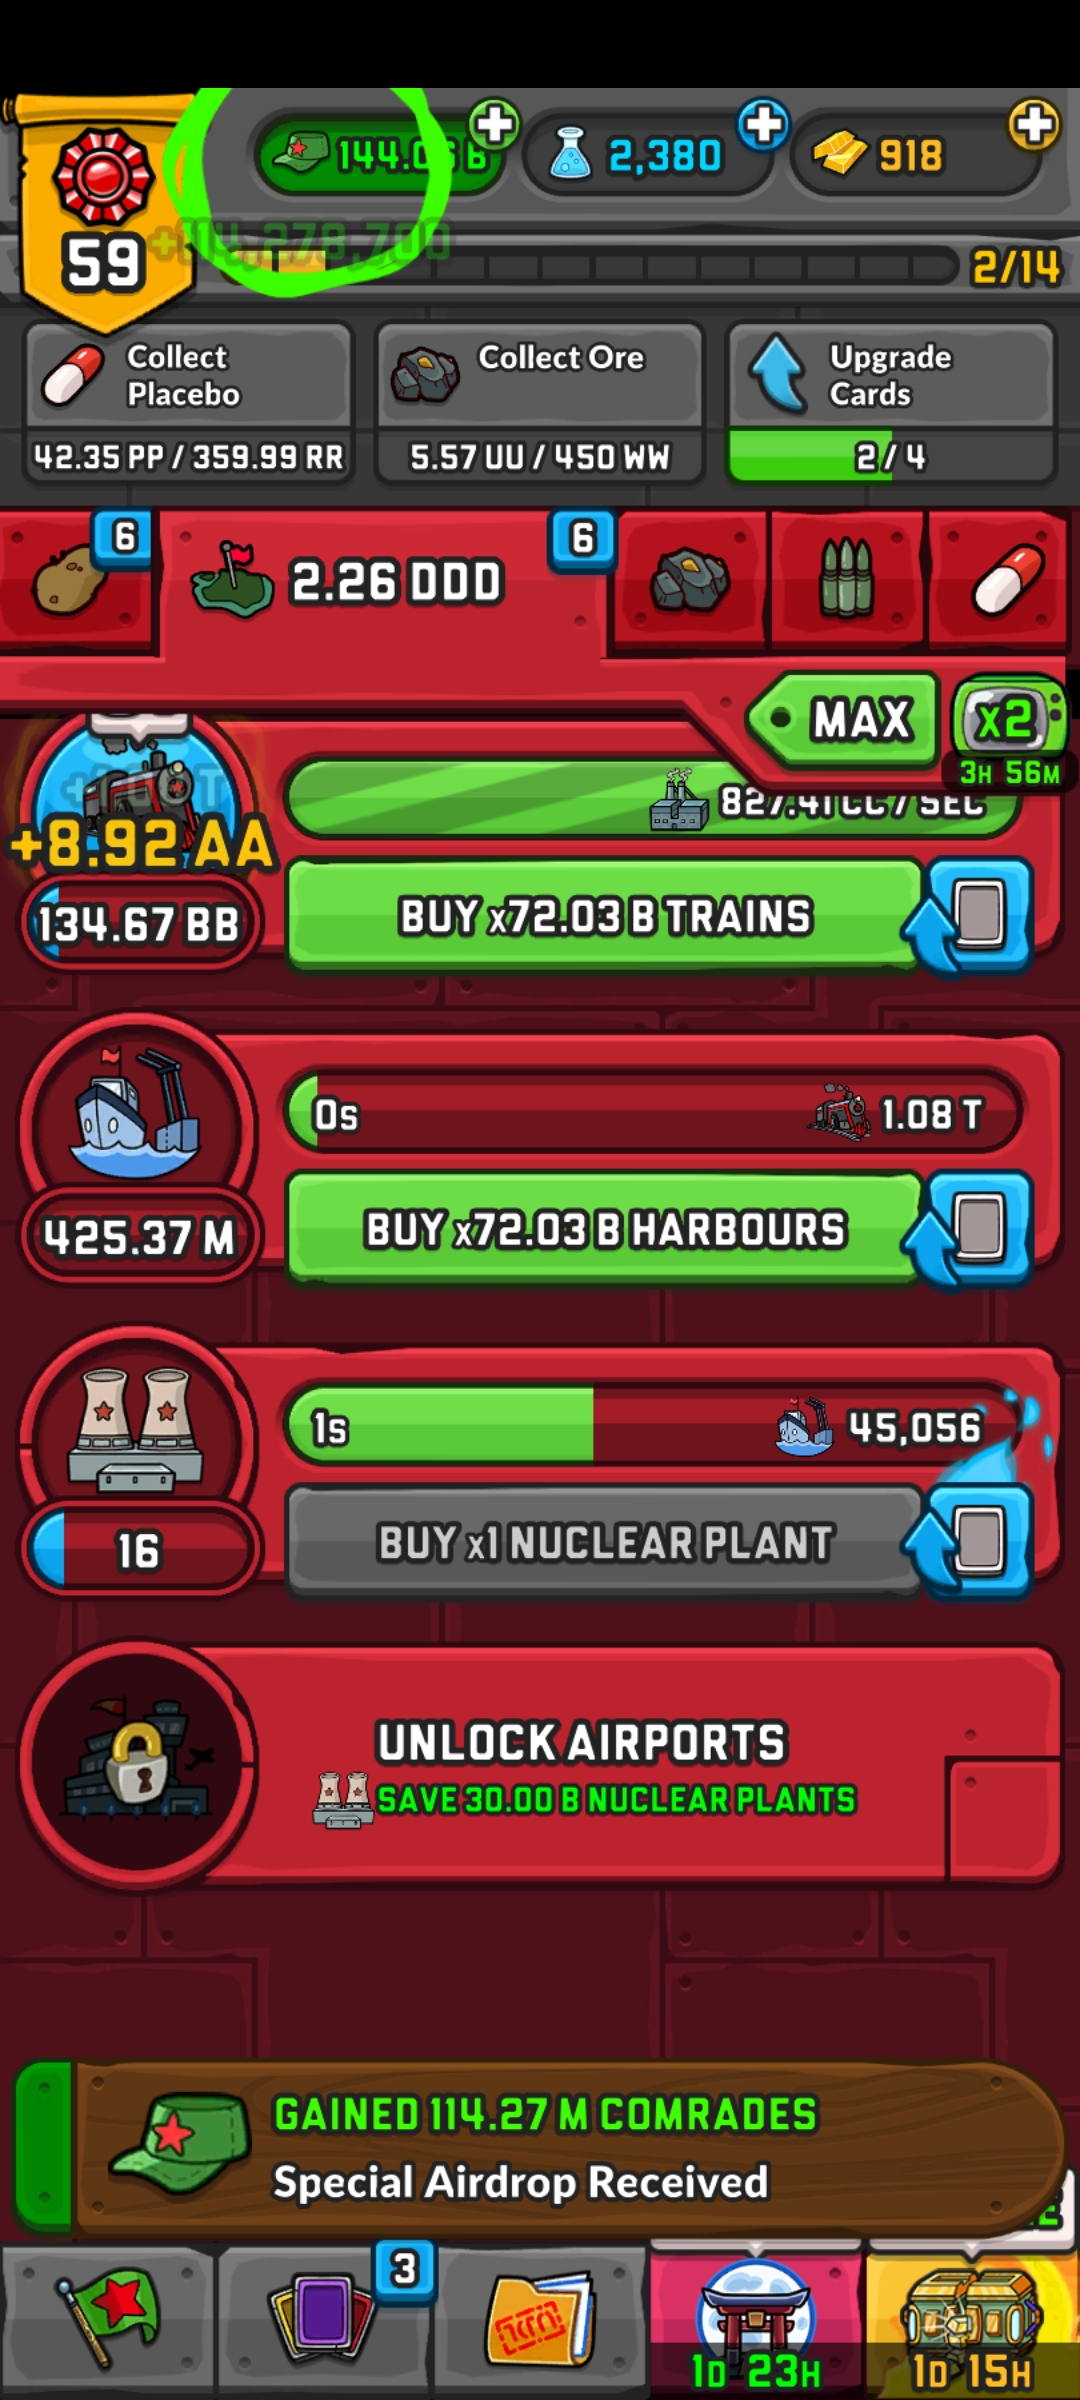 2,380
918
59
+114,278,700
2/14
Collect
Placebo
42.35 PP / 359.99 RR
Collect Ore
5.57 UU / 450 WW
Upgrade
Cards
2/4
6
2.26 DDD
6
MAX
x2
3H 56M
827.41 CC / SEC
+8.92 AA
134.67 BB
BUY x72.03 B TRAINS
0s
1.08 T
425.37 M
BUY x72.03 B HARBOURS
1s
45,056
16
BUY x1 NUCLEAR PLANT
UNLOCK AIRPORTS
SAVE 30.00 B NUCLEAR PLANTS
GAINED 114.27 M COMRADES
Special Airdrop Received
3
1D 23H
1D 15H